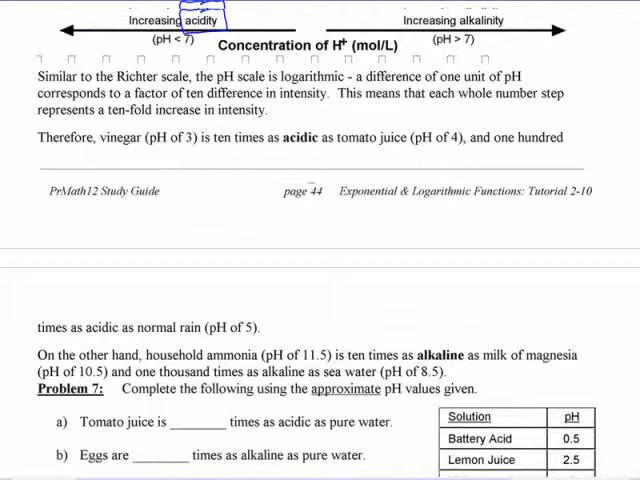 Increasing acidity Increasing alkalinity
(pH < 7) Concentration of H+ (mol/L) (pH > 7)
Similar to the Richter scale, the pH scale is logarithmic - a difference of one unit of pH
corresponds to a factor of ten difference in intensity. This means that each whole number step
represents a ten-fold increase in intensity.
Therefore, vinegar (pH of 3) is ten times as acidic as tomato juice (pH of 4), and one hundred
PrMath12 Study Guide page 44 Exponential & Logarithmic Functions: Tutorial 2-10
times as acidic as normal rain (pH of 5).
On the other hand, household ammonia (pH of 11.5) is ten times as alkaline as milk of magnesia
(pH of 10.5) and one thousand times as alkaline as sea water (pH of 8.5).
Problem 7: Complete the following using the approximate pH values given.
a) Tomato juice is ________ times as acidic as pure water.
b) Eggs are ________ times as alkaline as pure water.
Solution pH
Battery Acid 0.5
Lemon Juice 2.5